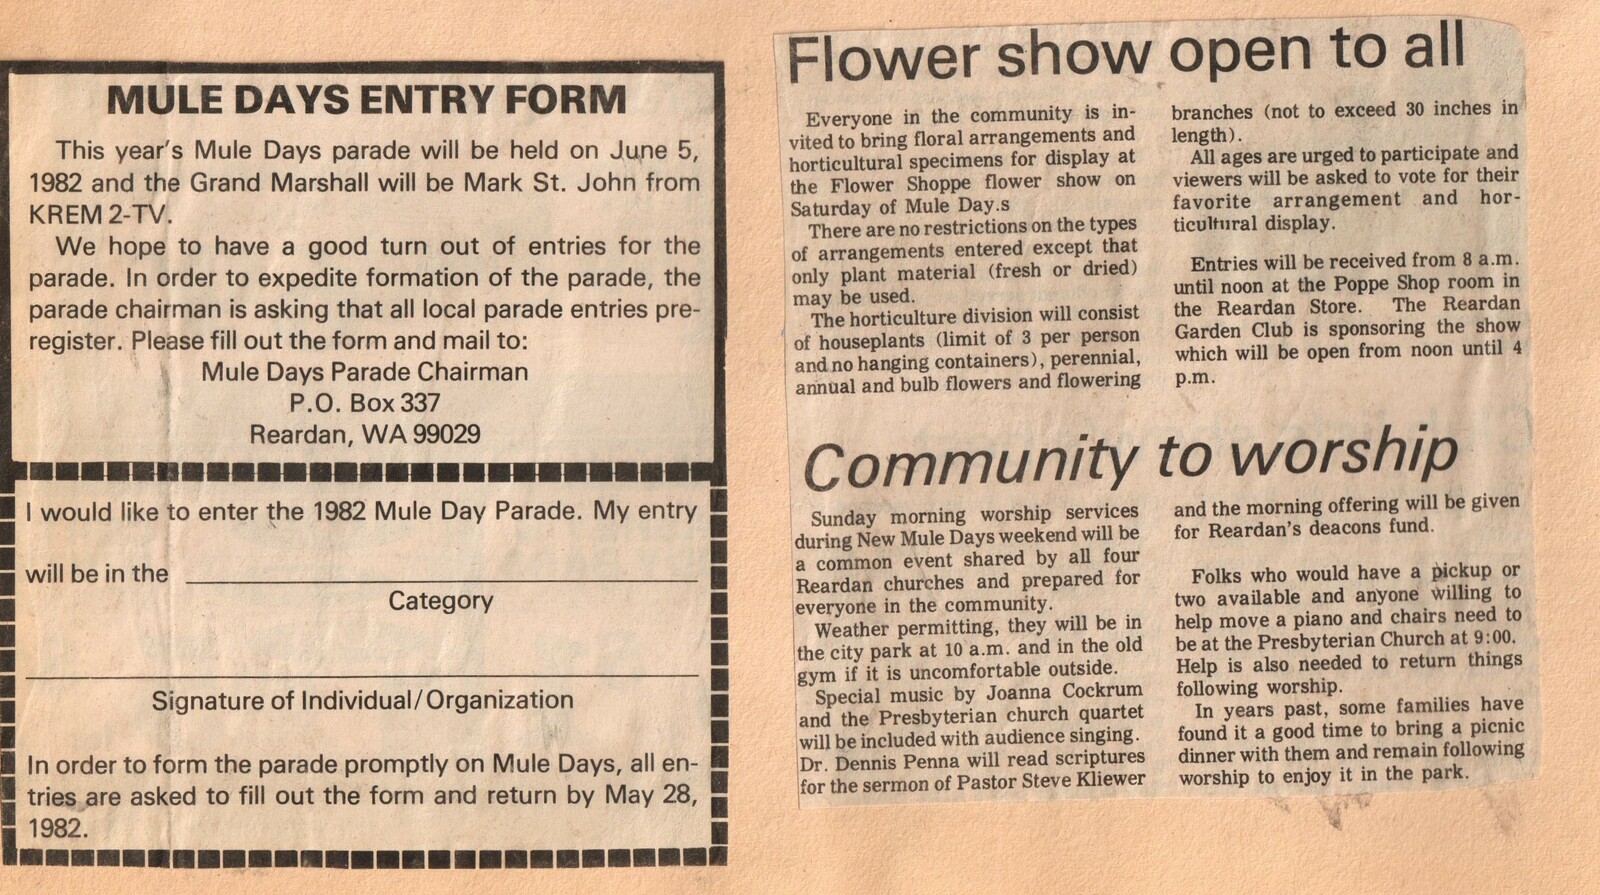 MULE DAYS ENTRY FORM
This year's Mule Days parade will be held on June 5,
1982 and the Grand Marshall will be Mark St. John from
KREM 2-TV.
We hope to have a good turn out of entries for the
parade. In order to expedite formation of the parade, the
parade chairman is asking that all local parade entries pre-
register. Please fill out the form and mail to:
Mule Days Parade Chairman
P.O. Box 337
Reardan, WA 99029
I would like to enter the 1982 Mule Day Parade. My entry
will be in the
Category
Signature of Individual/Organization
In order to form the parade promptly on Mule Days, all en-
tries are asked to fill out the form and return by May 28,
1982.
Flower show open to all
Everyone in the community is in-
vited to bring floral arrangements and
horticultural specimens for display at
the Flower Shoppe flower show on
Saturday of Mule Day.s
There are no restrictions on the types
of arrangements entered except that
only plant material (fresh or dried)
may be used.
The horticulture division will consist
of houseplants (limit of 3 per person
and no hanging containers), perennial,
annual and bulb flowers and flowering
branches (not to exceed 30 inches in
length).
All ages are urged to participate and
viewers will be asked to vote for their
favorite arrangement and hor-
ticultural display.
Entries will be received from 8 a.m.
until noon at the Poppe Shop room in
the Reardan Store. The Reardan
Garden Club is sponsoring the show
which will be open from noon until 4
p.m.
Community to worship
Sunday morning worship services
during New Mule Days weekend will be
a common event shared by all four
Reardan churches and prepared for
everyone in the community.
Weather permitting, they will be in
the city park at 10 a.m. and in the old
gym if it is uncomfortable outside.
Special music by Joanna Cockrum
and the Presbyterian church quartet
will be included with audience singing.
Dr. Dennis Penna will read scriptures
for the sermon of Pastor Steve Kliewer
and the morning offering will be given
for Reardan's deacons fund.
Folks who would have a pickup or
two available and anyone willing to
help move a piano and chairs need to
be at the Presbyterian Church at 9:00.
Help is also needed to return things
following worship.
In years past, some families have
found it a good time to bring a picnic
dinner with them and remain following
worship to enjoy it in the park.